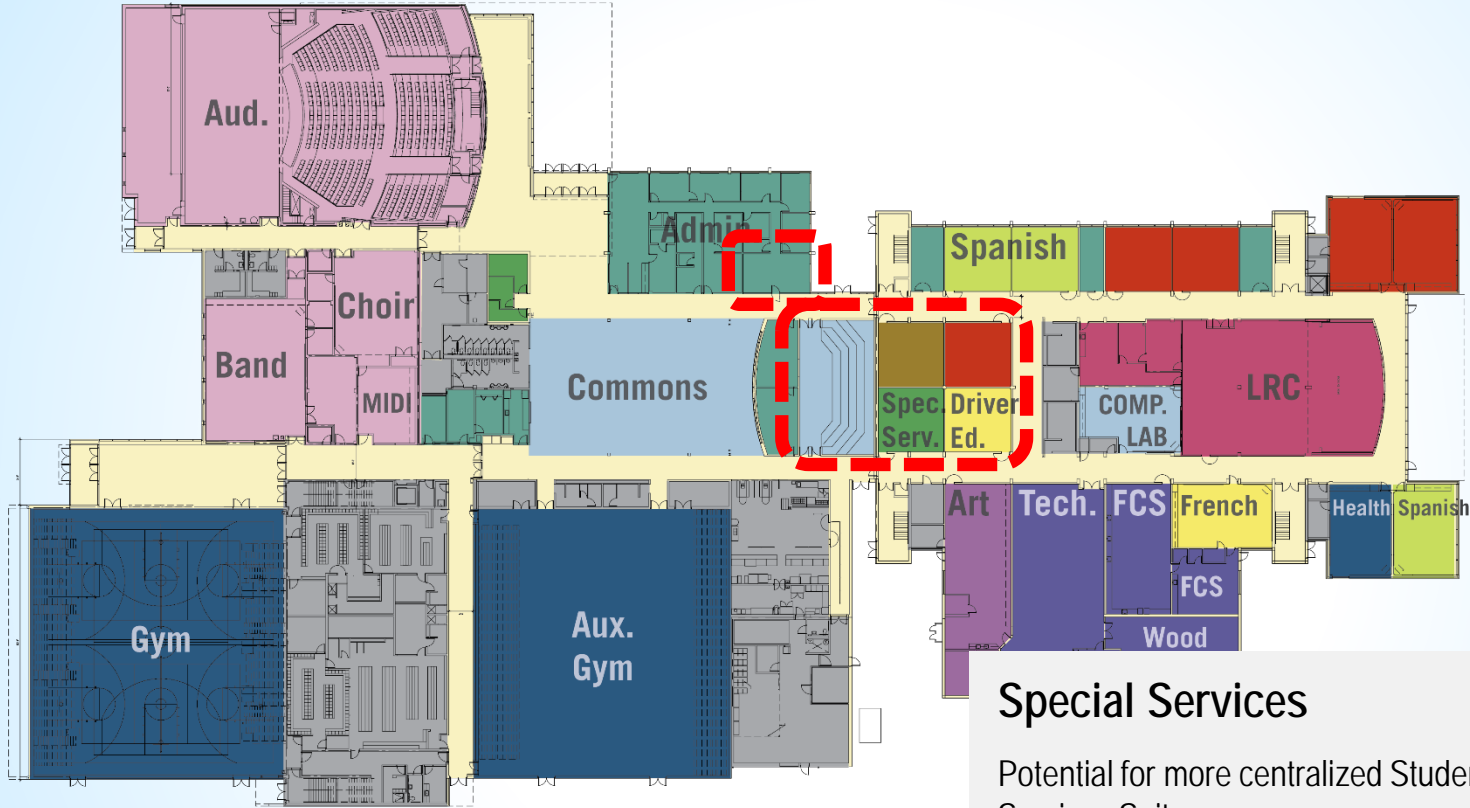 Aud.
Admin
Spanish
Choir
Band
MIDI
Commons
Spec.
Serv.
Driver
Ed.
COMP.
LAB
LRC
Art
Tech.
FCS
French
Health
Spanish
FCS
Wood
Gym
Aux.
Gym
Special Services
Potential for more centralized